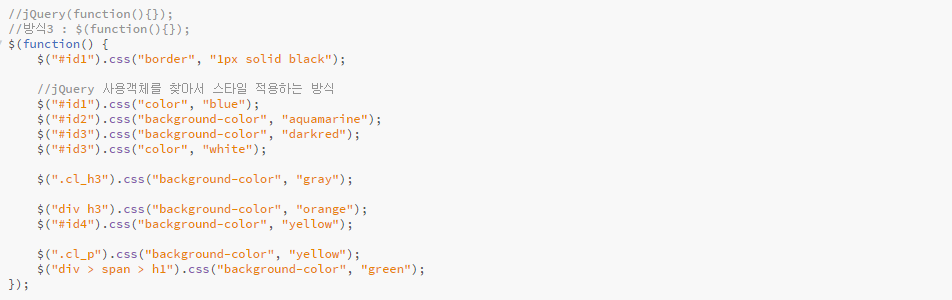 //jQuery(function(){});
//방식3 : $(function(){});
$(function() {
    $("#id1").css("border", "1px solid black");
    //jQuery 사용객체를 찾아서 스타일 적용하는 방식
    $("#id1").css("color", "blue");
    $("#id2").css("background-color", "aquamarine");
    $("#id3").css("background-color", "darkred");
    $("#id3").css("color", "white");
    $(".cl_h3").css("background-color", "gray");
    $("div h3").css("background-color", "orange");
    $("#id4").css("background-color", "yellow");
    $(".cl_p").css("background-color", "yellow");
    $("div > span > h1").css("background-color", "green");
});